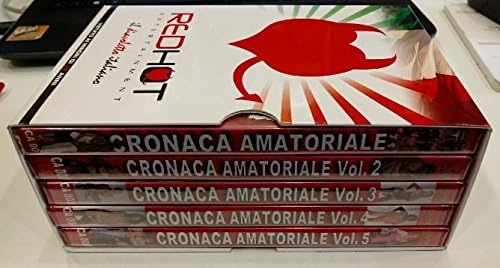 REDHOT
ENTERTAINMENT
il diavoletto italiano
CRONACA AMATORIALE
CRONACA AMATORIALE Vol. 2
CRONACA AMATORIALE Vol. 3
CRONACA AMATORIALE Vol. 4
CRONACA AMATORIALE Vol. 5